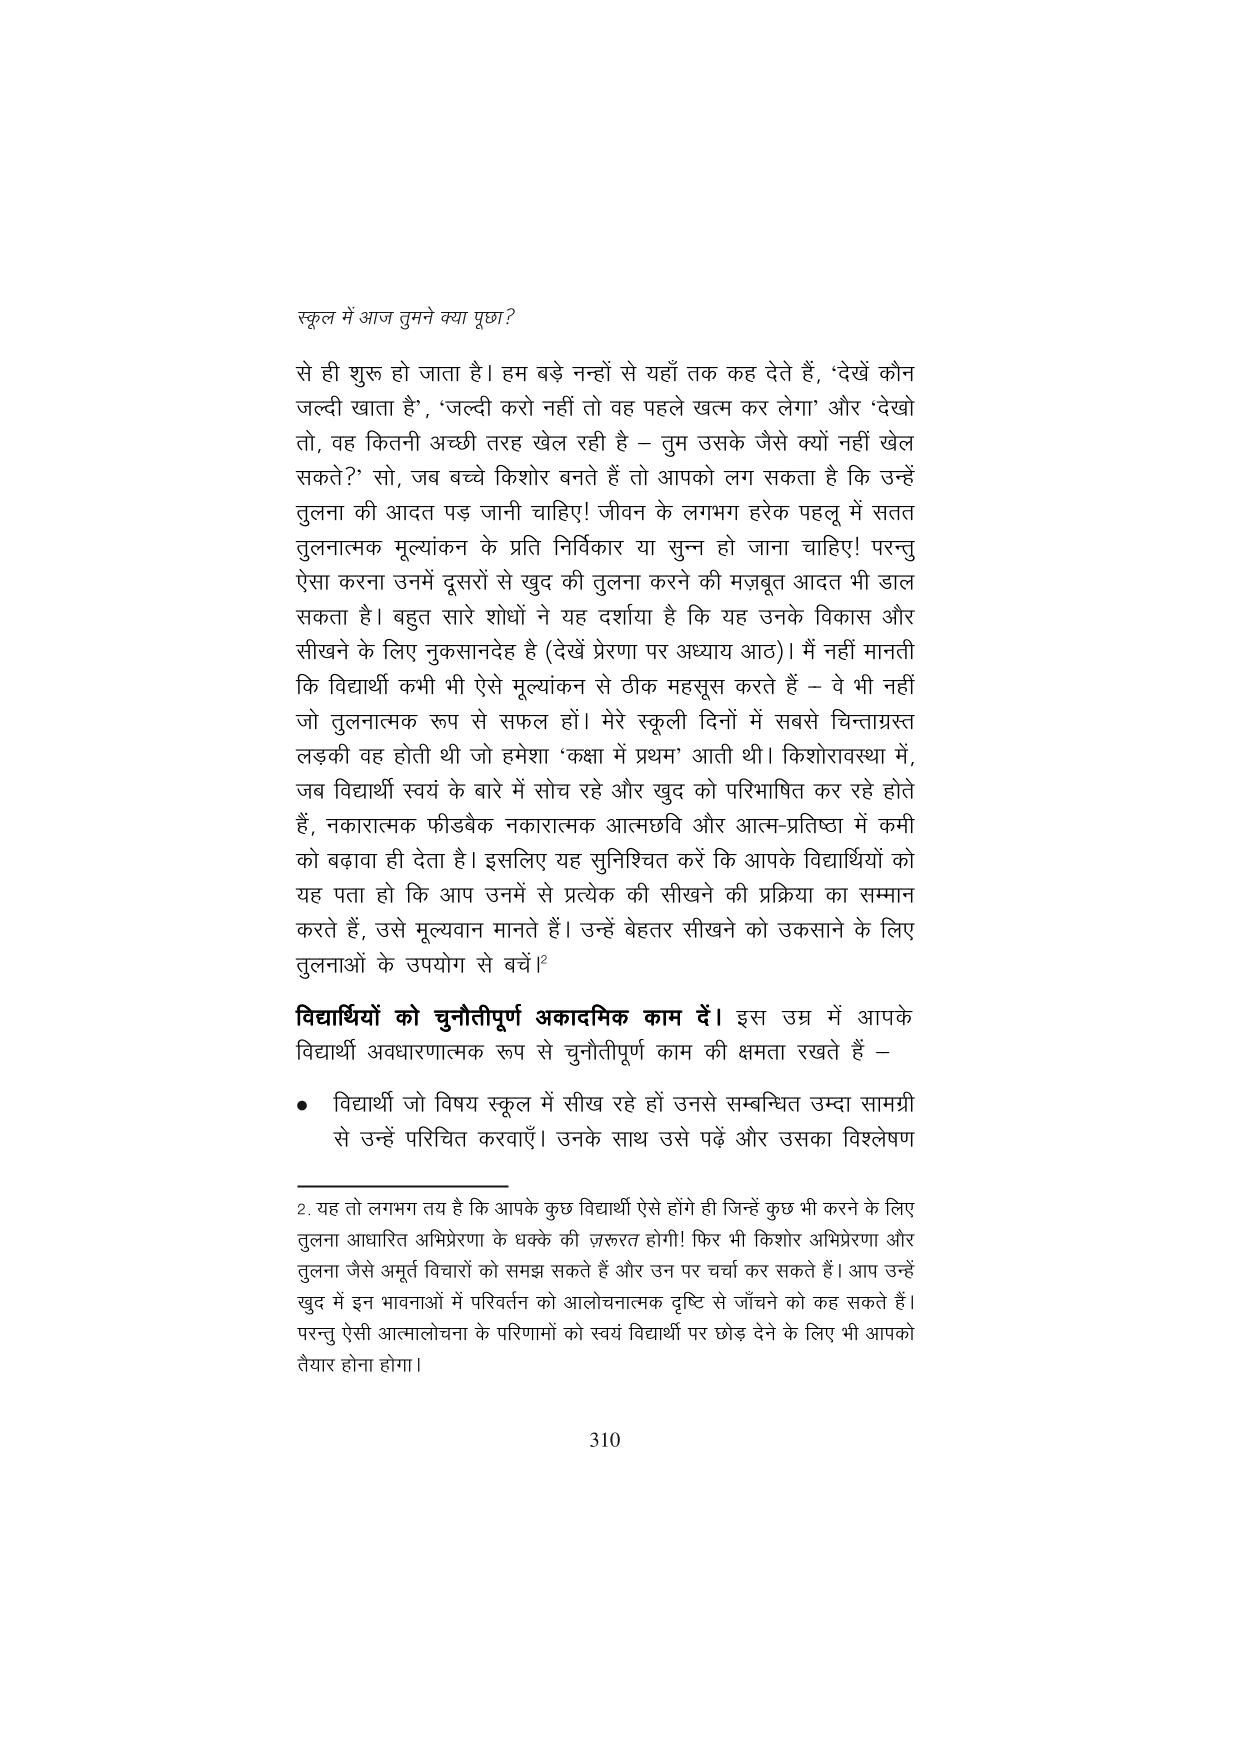 स्कूल में आज तुमने क्या पूछा?
से ही शुरू हो जाता है। हम बड़े नन्हों से यहाँ तक कह देते हैं, ‘देखें कौन
जल्दी खाता है’, ‘जल्दी करो नहीं तो वह पहले खत्म कर लेगा’ और ‘देखो
तो, वह कितनी अच्छी तरह खेल रही है – तुम उसके जैसे क्यों नहीं खेल
सकते?’ सो, जब बच्चे किशोर बनते हैं तो आपको लग सकता है कि उन्हें
तुलना की आदत पड़ जानी चाहिए! जीवन के लगभग हरेक पहलू में सतत
तुलनात्मक मूल्यांकन के प्रति निर्विकार या सुन्न हो जाना चाहिए! परन्तु
ऐसा करना उनमें दूसरों से खुद की तुलना करने की मज़बूत आदत भी डाल
सकता है। बहुत सारे शोधों ने यह दर्शाया है कि यह उनके विकास और
सीखने के लिए नुकसानदेह है (देखें प्रेरणा पर अध्याय आठ)। मैं नहीं मानती
कि विद्यार्थी कभी भी ऐसे मूल्यांकन से ठीक महसूस करते हैं – वे भी नहीं
जो तुलनात्मक रूप से सफल हों। मेरे स्कूली दिनों में सबसे चिन्ताग्रस्त
लड़की वह होती थी जो हमेशा ‘कक्षा में प्रथम’ आती थी। किशोरावस्था में,
जब विद्यार्थी स्वयं के बारे में सोच रहे और खुद को परिभाषित कर रहे होते
हैं, नकारात्मक फीडबैक नकारात्मक आत्मछवि और आत्म-प्रतिष्ठा में कमी
को बढ़ावा ही देता है। इसलिए यह सुनिश्चित करें कि आपके विद्यार्थियों को
यह पता हो कि आप उनमें से प्रत्येक की सीखने की प्रक्रिया का सम्मान
करते हैं, उसे मूल्यवान मानते हैं। उन्हें बेहतर सीखने को उकसाने के लिए
तुलनाओं के उपयोग से बचें।²
विद्यार्थियों को चुनौतीपूर्ण अकादमिक काम दें। इस उम्र में आपके
विद्यार्थी अवधारणात्मक रूप से चुनौतीपूर्ण काम की क्षमता रखते हैं –
● विद्यार्थी जो विषय स्कूल में सीख रहे हों उनसे सम्बन्धित उम्दा सामग्री
से उन्हें परिचित करवाएँ। उनके साथ उसे पढ़ें और उसका विश्लेषण
2. यह तो लगभग तय है कि आपके कुछ विद्यार्थी ऐसे होंगे ही जिन्हें कुछ भी करने के लिए
तुलना आधारित अभिप्रेरणा के धक्के की ज़रूरत होगी! फिर भी किशोर अभिप्रेरणा और
तुलना जैसे अमूर्त विचारों को समझ सकते हैं और उन पर चर्चा कर सकते हैं। आप उन्हें
खुद में इन भावनाओं में परिवर्तन को आलोचनात्मक दृष्टि से जाँचने को कह सकते हैं।
परन्तु ऐसी आत्मालोचना के परिणामों को स्वयं विद्यार्थी पर छोड़ देने के लिए भी आपको
तैयार होना होगा।
310